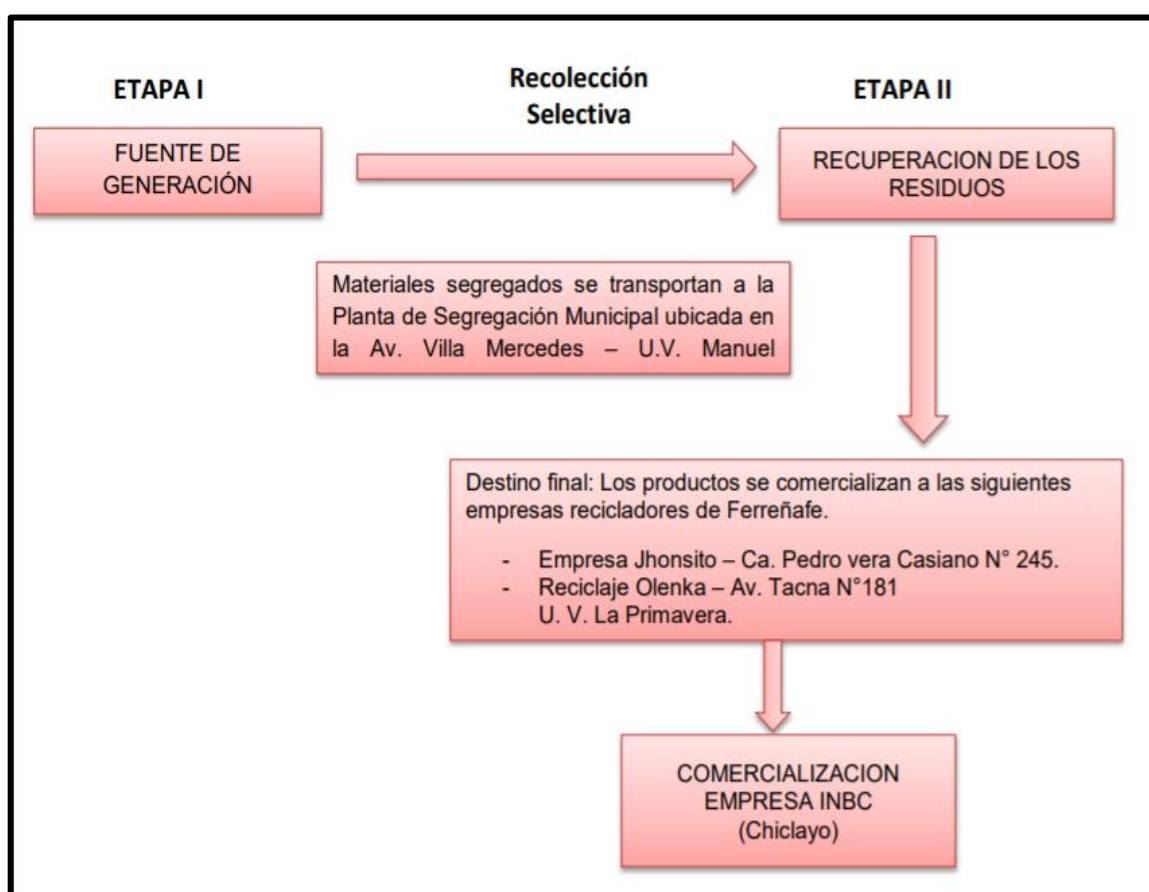 ETAPA I
Recolección
Selectiva
ETAPA II
FUENTE DE
GENERACIÓN
RECUPERACION DE LOS
RESIDUOS
Materiales segregados se transportan a la
Planta de Segregación Municipal ubicada en
la Av. Villa Mercedes – U.V. Manuel
Destino final: Los productos se comercializan a las siguientes
empresas recicladores de Ferreñafe.
- Empresa Jhonsito – Ca. Pedro vera Casiano N° 245.
- Reciclaje Olenka – Av. Tacna N°181
U. V. La Primavera.
COMERCIALIZACION
EMPRESA INBC
(Chiclayo)